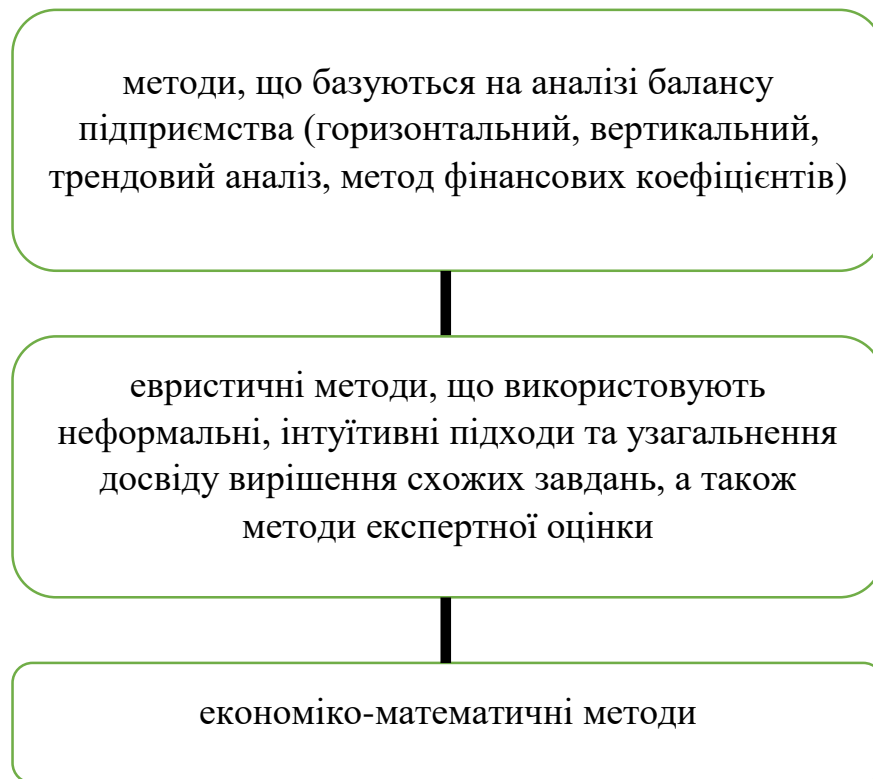 методи, що базуються на аналізі балансу
підприємства (горизонтальний, вертикальний,
трендовий аналіз, метод фінансових коефіцієнтів)
евристичні методи, що використовують
неформальні, інтуїтивні підходи та узагальнення
досвіду вирішення схожих завдань, а також
методи експертної оцінки
економіко-математичні методи